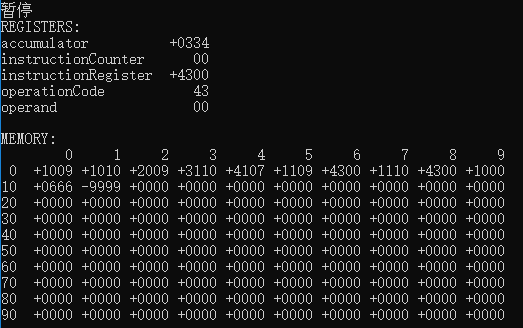 暂停
REGISTERS:
accumulator +0334
instructionCounter 00
instructionRegister +4300
operationCode 43
operand 00
MEMORY:
0 1 2 3 4 5 6 7 8 9
0 +1009 +1010 +2009 +3110 +4107 +1109 +4300 +1110 +4300 +1000
10 +0666 -9999 +0000 +0000 +0000 +0000 +0000 +0000 +0000 +0000
20 +0000 +0000 +0000 +0000 +0000 +0000 +0000 +0000 +0000 +0000
30 +0000 +0000 +0000 +0000 +0000 +0000 +0000 +0000 +0000 +0000
40 +0000 +0000 +0000 +0000 +0000 +0000 +0000 +0000 +0000 +0000
50 +0000 +0000 +0000 +0000 +0000 +0000 +0000 +0000 +0000 +0000
60 +0000 +0000 +0000 +0000 +0000 +0000 +0000 +0000 +0000 +0000
70 +0000 +0000 +0000 +0000 +0000 +0000 +0000 +0000 +0000 +0000
80 +0000 +0000 +0000 +0000 +0000 +0000 +0000 +0000 +0000 +0000
90 +0000 +0000 +0000 +0000 +0000 +0000 +0000 +0000 +0000 +0000